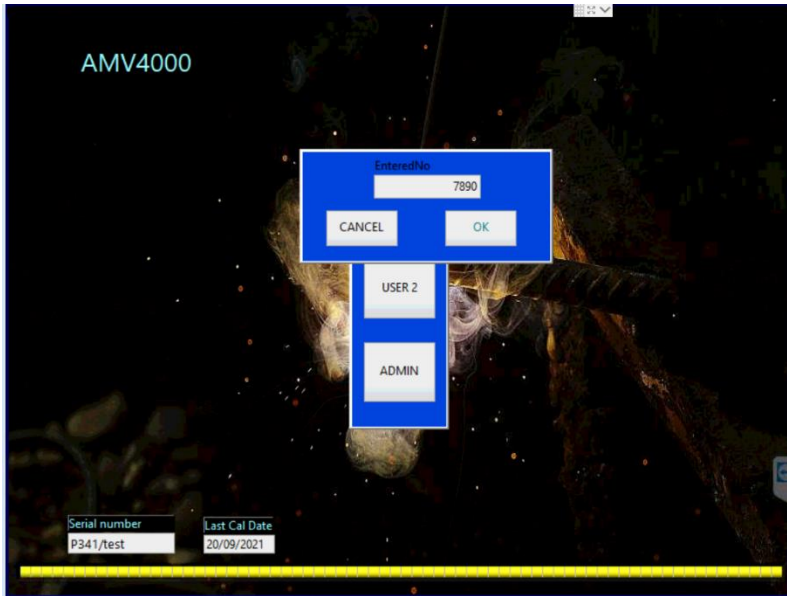 AMV4000
EnteredNo
7890
CANCEL
OK
USER 2
ADMIN
Serial number
P341/test
Last Cal Date
20/09/2021